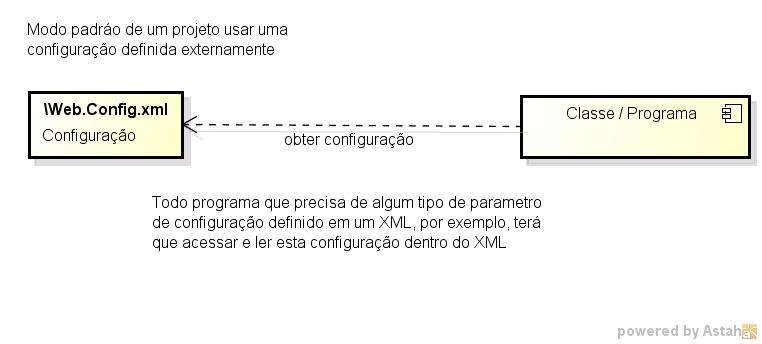 Modo padráo de um projeto usar uma
configuração definida externamente
\Web.Config.xml
Configuração
Classe / Programa
obter configuração
Todo programa que precisa de algum tipo de parametro
de configuração definido em um XML, por exemplo, terá
que acessar e ler esta configuração dentro do XML
powered by Astah